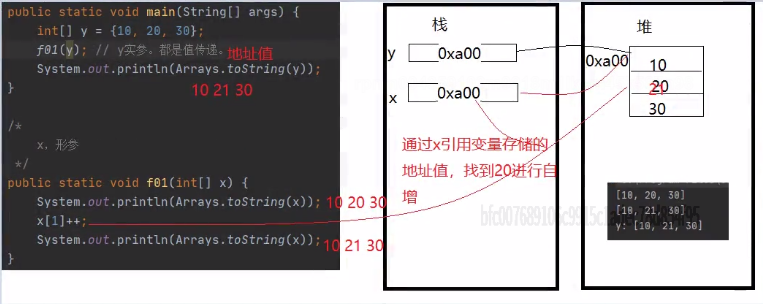 public static void main(String[] args) {
int[] y = {10, 20, 30};
f01(y); // y实参。都是值传递。 地址值
System.out.println(Arrays.toString(y));
10 21 30
}
/*
x，形参
*/
public static void f01(int[] x) {
System.out.println(Arrays.toString(x)); 10 20 30
x[1]++;
System.out.println(Arrays.toString(x)); 10 21 30
}
栈
y 0xa00
x 0xa00
通过x引用变量存储的
地址值，找到20进行自
增
堆
0xa00
10
20
21
30
[10, 20, 30]
[10, 21, 30]
y: [10, 21, 30]